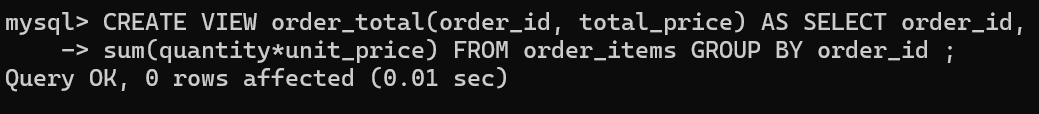 mysql> CREATE VIEW order_total(order_id, total_price) AS SELECT order_id,
    -> sum(quantity*unit_price) FROM order_items GROUP BY order_id ;
Query OK, 0 rows affected (0.01 sec)